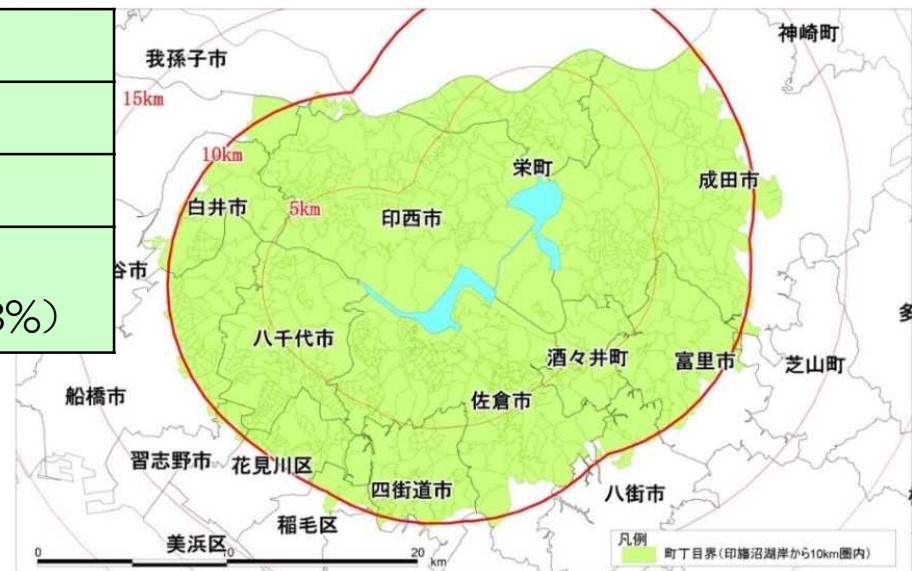 我孫子市
神崎町
15km
10km
栄町
成田市
白井市
5km
印西市
谷市
3%）
八千代市
酒々井町
富里市
芝山町
多
船橋市
佐倉市
習志野市
花見川区
四街道市
八街市
稲毛区
美浜区
凡例
町丁目界(印旛沼湖岸から10km圏内)
0
10
20
km